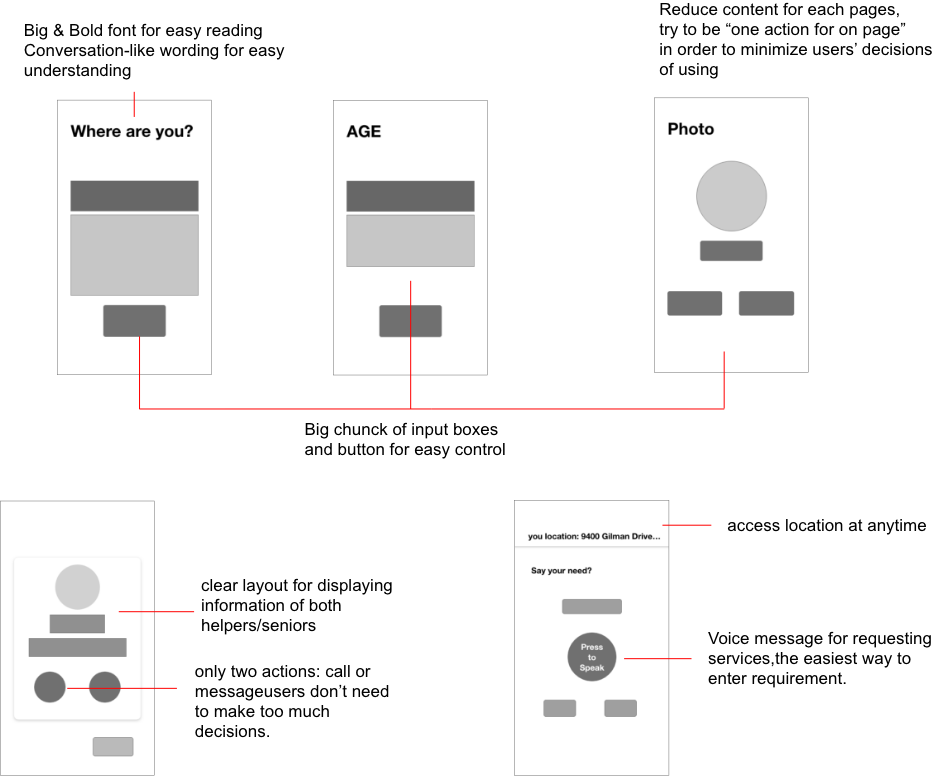 Big & Bold font for easy reading
Conversation-like wording for easy
understanding
Reduce content for each pages,
try to be “one action for on page”
in order to minimize users’ decisions
of using
Where are you?
AGE
Photo
Big chunck of input boxes
and button for easy control
clear layout for displaying
information of both
helpers/seniors
only two actions: call or
messageusers don’t need
to make too much
decisions.
you location: 9400 Gilman Drive...
Say your need?
Press
to
Speak
access location at anytime
Voice message for requesting
services,the easiest way to
enter requirement.